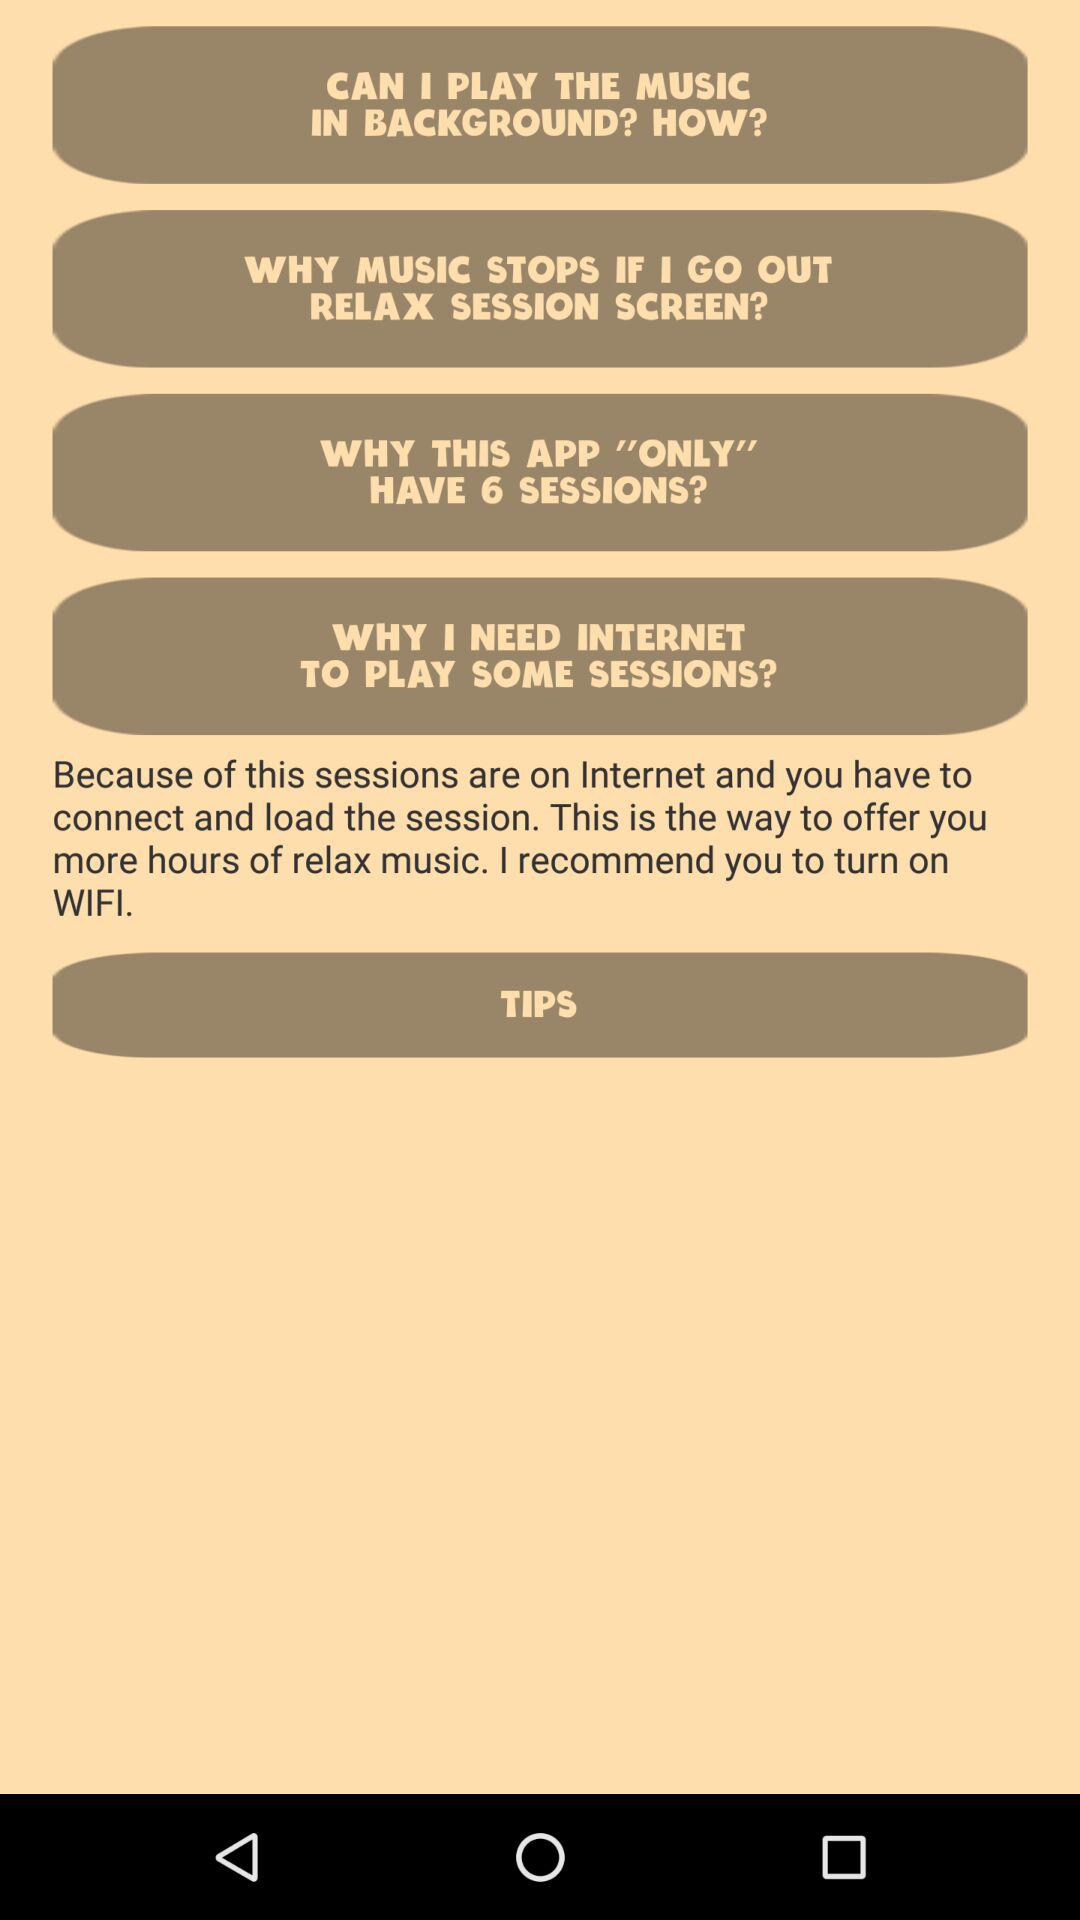 CAN I PLAY THE MUSIC
IN BACKGROUND? HOW?
WHY MUSIC STOPS IF I GO OUT
RELAX SESSION SCREEN?
WHY THIS APP "ONLY"
HAVE 6 SESSIONS?
WHY I NEED INTERNET
TO PLAY SOME SESSIONS?
Because of this sessions are on Internet and you have to
connect and load the session. This is the way to offer you
more hours of relax music. I recommend you to turn on
WIFI.
TIPS